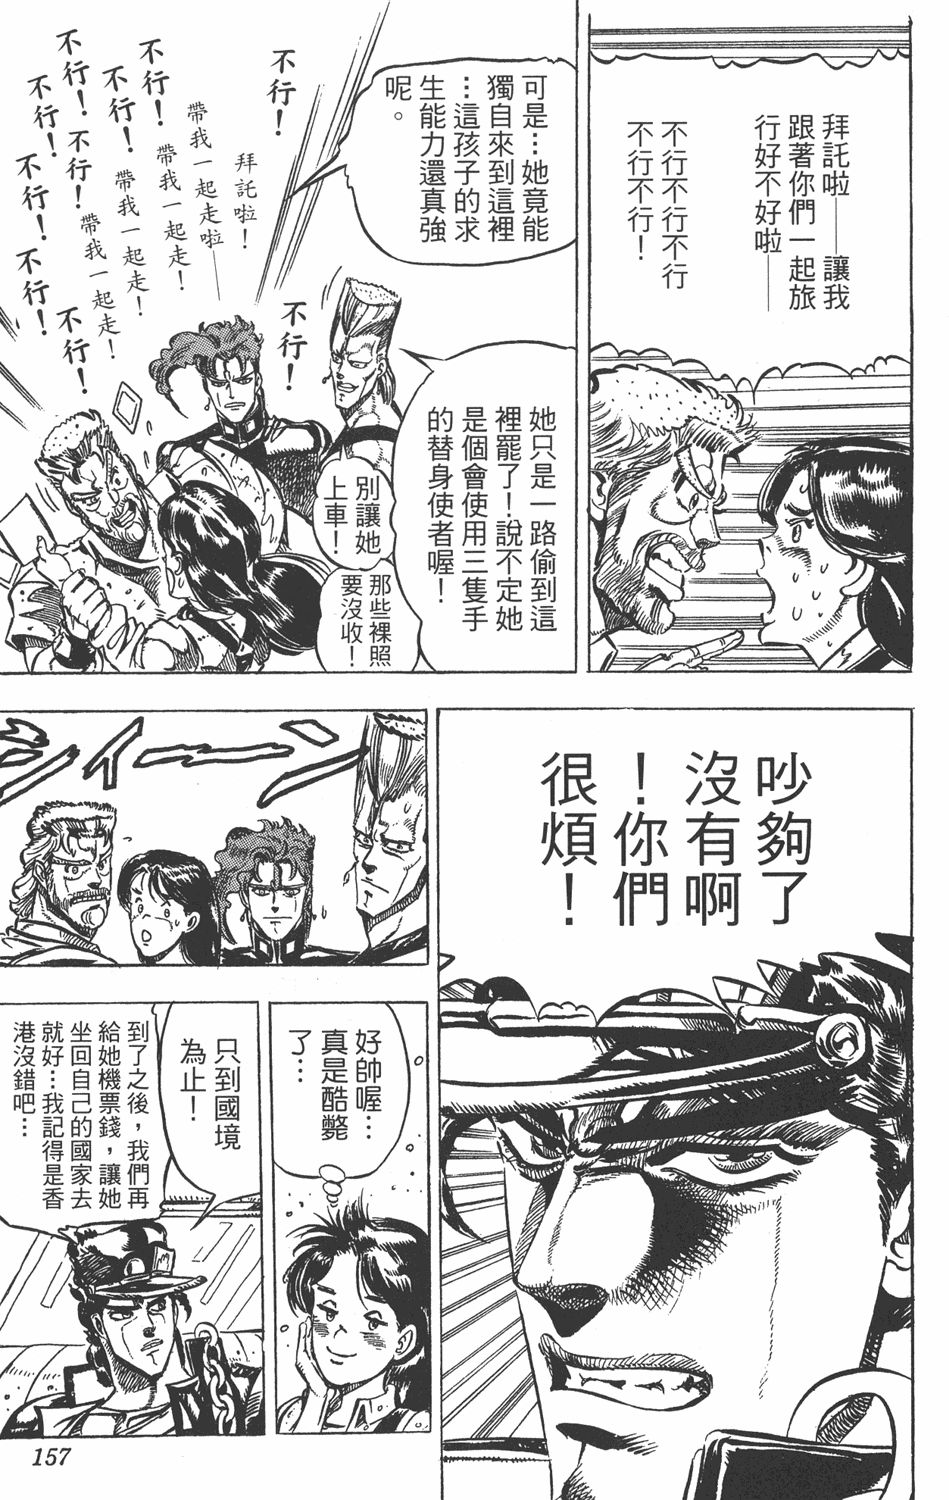 拜託啦——讓我
跟著你們一起旅
行好不好啦——
不行不行不行
不行不行！
可是…她竟能
獨自來到這裡
…這孩子的求
生能力還真強
呢。
她只是一路偷到這
裡罷了！說不定她
是個會使用三隻手
的替身使者喔！
不行！
不行！
拜託啦！
帶我一起走啦——
不行！
帶我一起走！
不行！
帶我一起走！
不行！
不行！
帶我一起走！
不行！
不行！
不行！
不行！
別讓她
上車！
那些裸照
要沒收！
吵夠了
沒有啊
！你們
很煩！
シィーン
好帥喔…
真是酷斃
了…
只到國境
為止！
到了之後，我們再
給她機票錢，讓她
坐回自己的國家去
就好…我記得是香
港沒錯吧…
157